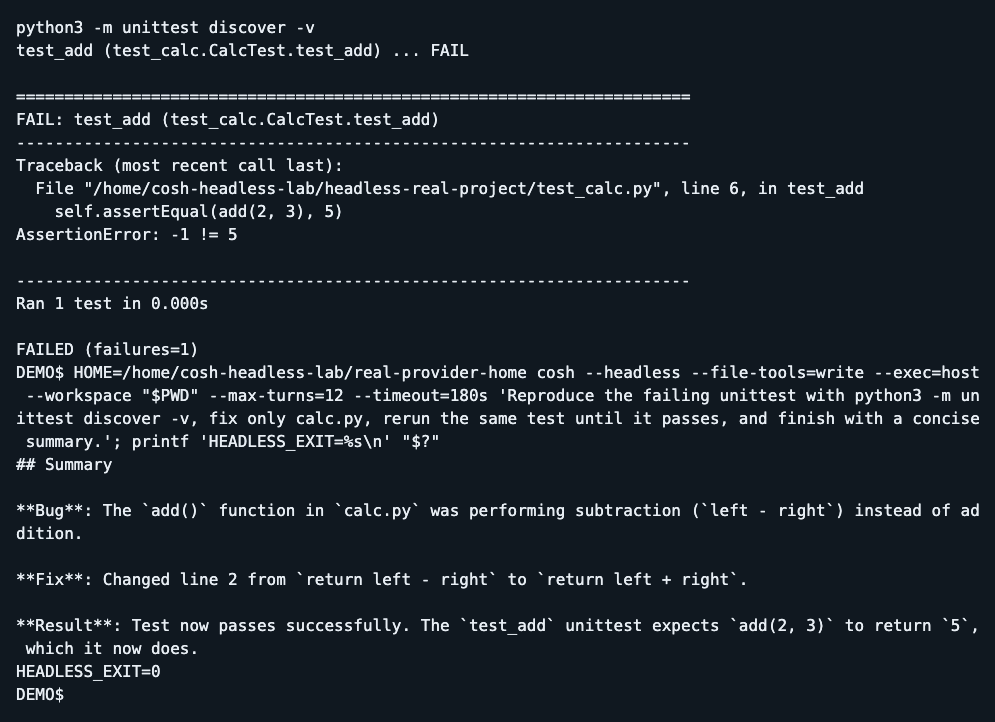 python3 -m unittest discover -v
test_add (test_calc.CalcTest.test_add) ... FAIL
======================================================================
FAIL: test_add (test_calc.CalcTest.test_add)
----------------------------------------------------------------------
Traceback (most recent call last):
  File "/home/cosh-headless-lab/headless-real-project/test_calc.py", line 6, in test_add
    self.assertEqual(add(2, 3), 5)
AssertionError: -1 != 5
----------------------------------------------------------------------
Ran 1 test in 0.000s
FAILED (failures=1)
DEMO$ HOME=/home/cosh-headless-lab/real-provider-home cosh --headless --file-tools=write --exec=host
 --workspace "$PWD" --max-turns=12 --timeout=180s 'Reproduce the failing unittest with python3 -m un
ittest discover -v, fix only calc.py, rerun the same test until it passes, and finish with a concise
 summary.'; printf 'HEADLESS_EXIT=%s\n' "$?"
## Summary
**Bug**: The `add()` function in `calc.py` was performing subtraction (`left - right`) instead of ad
dition.
**Fix**: Changed line 2 from `return left - right` to `return left + right`.
**Result**: Test now passes successfully. The `test_add` unittest expects `add(2, 3)` to return `5`,
 which it now does.
HEADLESS_EXIT=0
DEMO$